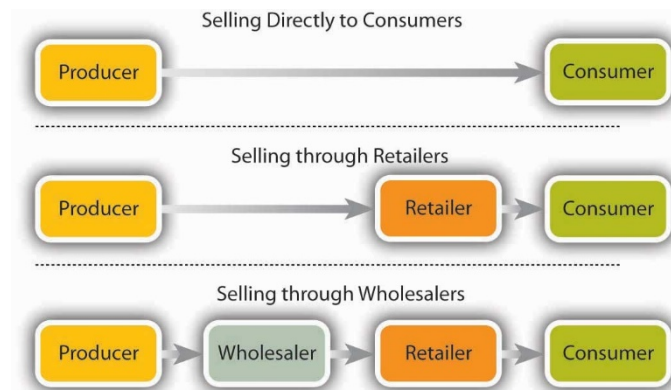 Selling Directly to Consumers
Producer Consumer
Selling through Retailers
Producer Retailer Consumer
Selling through Wholesalers
Producer Wholesaler Retailer Consumer